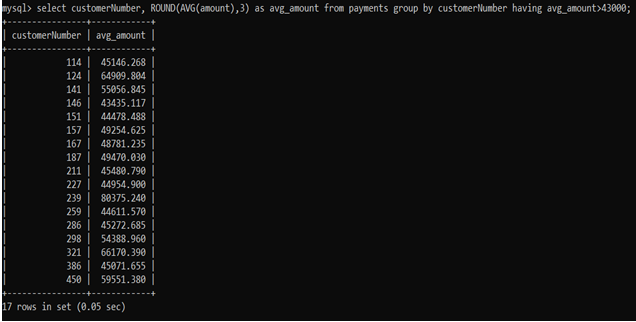 mysql> select customerNumber, ROUND(AVG(amount),3) as avg_amount from payments group by customerNumber having avg_amount>43000;
+----------------+------------+
| customerNumber | avg_amount |
+----------------+------------+
|            114 |  45146.268 |
|            124 |  64909.804 |
|            141 |  55056.845 |
|            146 |  43435.117 |
|            151 |  44478.488 |
|            157 |  49254.625 |
|            167 |  48781.235 |
|            187 |  49470.030 |
|            211 |  45480.790 |
|            227 |  44954.900 |
|            239 |  80375.240 |
|            259 |  44611.570 |
|            286 |  45272.685 |
|            298 |  54388.960 |
|            321 |  66170.390 |
|            386 |  45071.655 |
|            450 |  59551.380 |
+----------------+------------+
17 rows in set (0.05 sec)